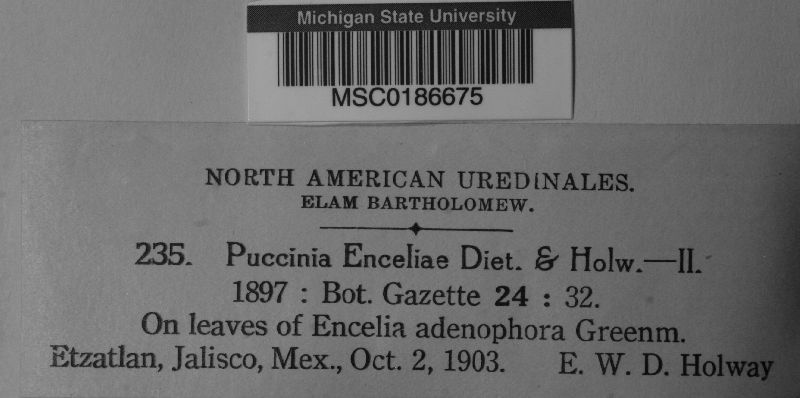 Michigan State University
MSC0186675
NORTH AMERICAN UREDINALES.
ELAM BARTHOLOMEW.
235. Puccinia Enceliae Diet. & Holw.—II.
1897 : Bot. Gazette 24 : 32.
On leaves of Encelia adenophora Greenm.
Etzatlan, Jalisco, Mex., Oct. 2, 1903. E. W. D. Holway